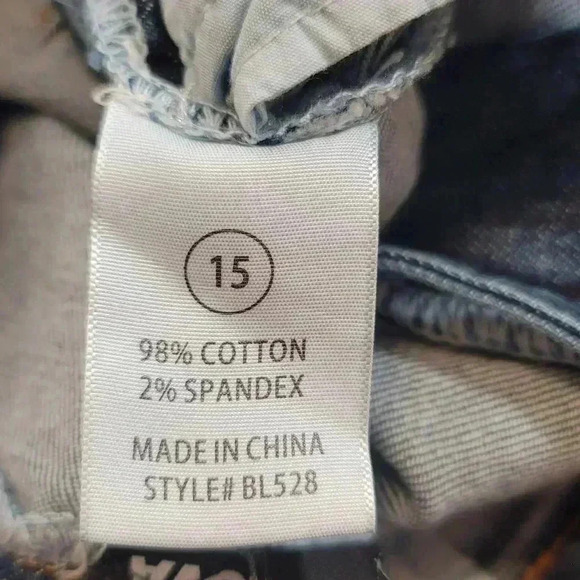 15
98% COTTON
2% SPANDEX
MADE IN CHINA
STYLE# BL528